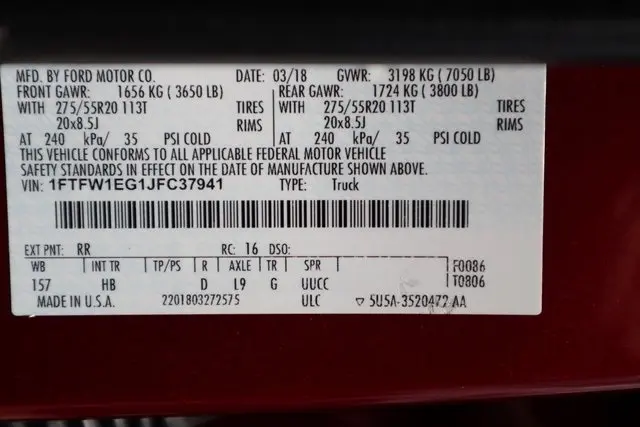 MFD. BY FORD MOTOR CO. DATE: 03/18 GVWR: 3198 KG ( 7050 LB)
FRONT GAWR: 1656 KG ( 3650 LB) REAR GAWR: 1724 KG ( 3800 LB)
WITH 275/55R20 113T TIRES WITH 275/55R20 113T TIRES
20x8.5J RIMS 20x8.5J RIMS
AT 240 kPa/ 35 PSI COLD AT 240 kPa/ 35 PSI COLD
THIS VEHICLE CONFORMS TO ALL APPLICABLE FEDERAL MOTOR VEHICLE
SAFETY STANDARDS IN EFFECT ON THE DATE OF MANUFACTURE SHOWN ABOVE.
VIN: 1FTFW1EG1JFC37941 TYPE: Truck
EXT PNT: RR RC: 16 DSO:
WB INT TR TP/PS R AXLE TR SPR F0086
157 HB D L9 G UUCC T0806
MADE IN U.S.A. 2201803272575 ULC ▽ 5U5A-3520472 AA